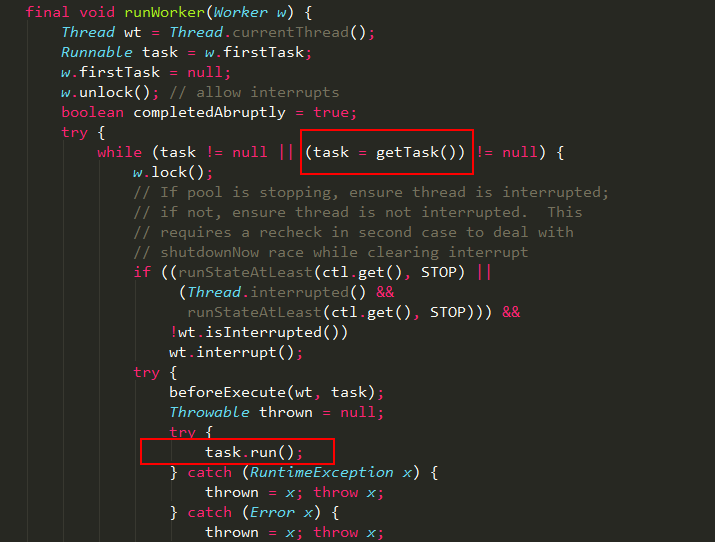 final void runWorker(Worker w) {
    Thread wt = Thread.currentThread();
    Runnable task = w.firstTask;
    w.firstTask = null;
    w.unlock(); // allow interrupts
    boolean completedAbruptly = true;
    try {
        while (task != null || (task = getTask()) != null) {
            w.lock();
            // If pool is stopping, ensure thread is interrupted;
            // if not, ensure thread is not interrupted.  This
            // requires a recheck in second case to deal with
            // shutdownNow race while clearing interrupt
            if ((runStateAtLeast(ctl.get(), STOP) ||
                 (Thread.interrupted() &&
                  runStateAtLeast(ctl.get(), STOP))) &&
                !wt.isInterrupted())
                wt.interrupt();
            try {
                beforeExecute(wt, task);
                Throwable thrown = null;
                try {
                    task.run();
                } catch (RuntimeException x) {
                    thrown = x; throw x;
                } catch (Error x) {
                    thrown = x; throw x;